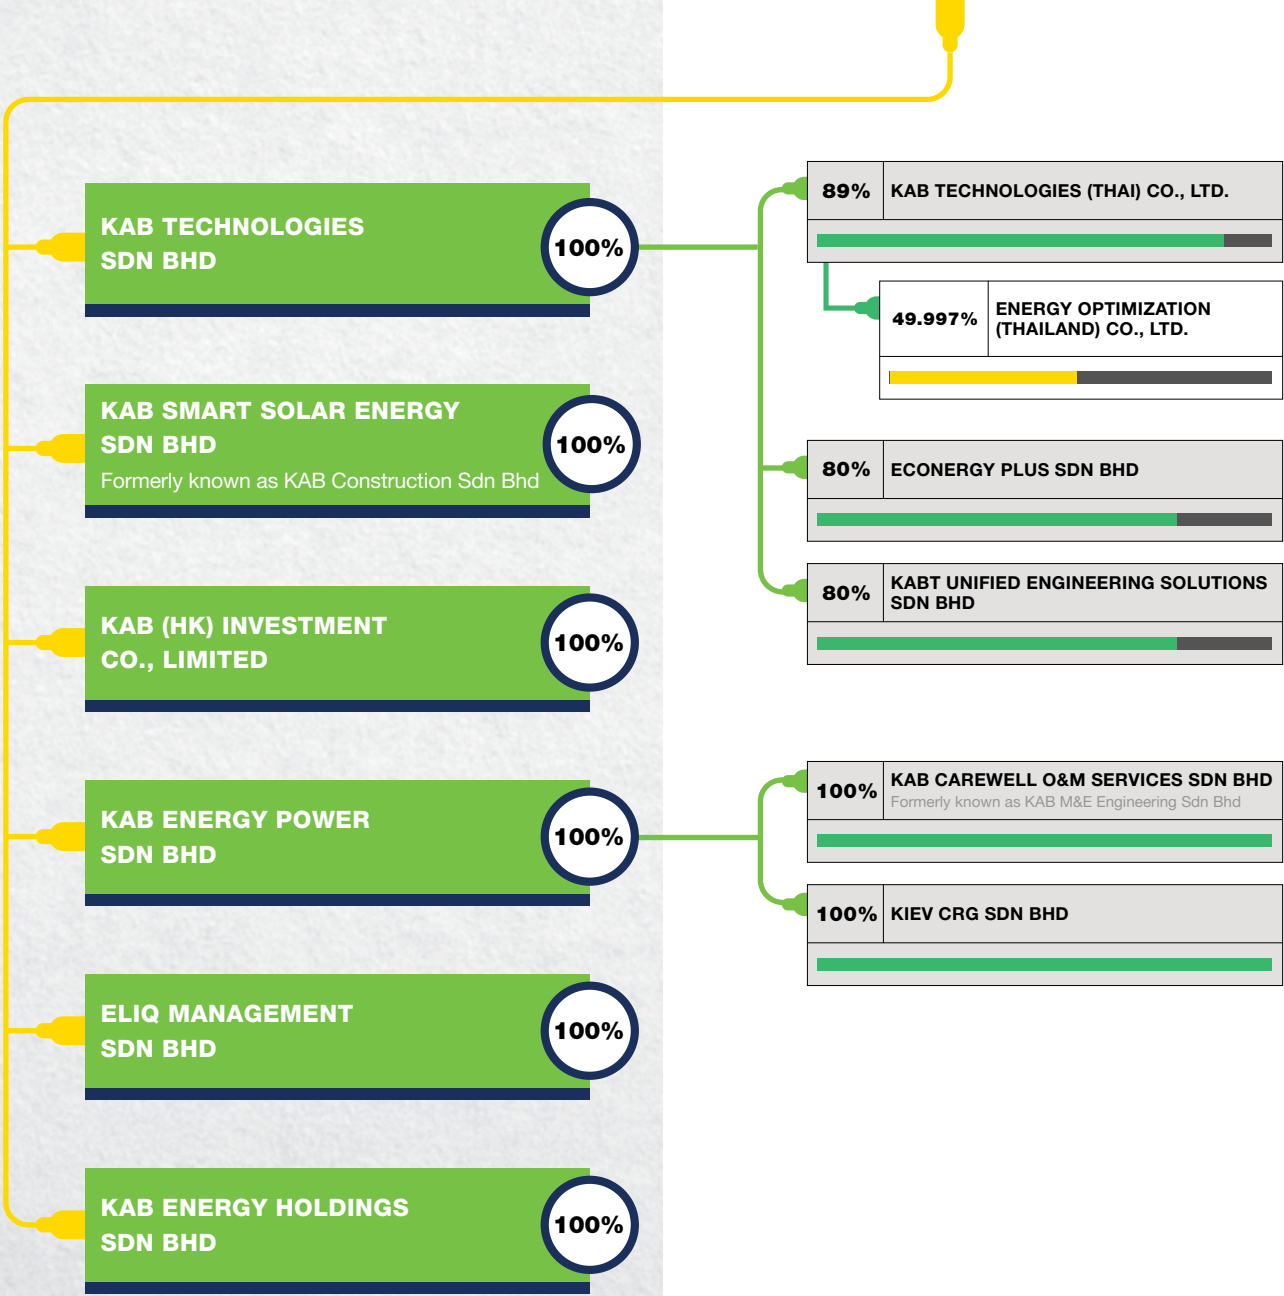 KAB TECHNOLOGIES
SDN BHD
100%
89%
KAB TECHNOLOGIES (THAI) CO., LTD.
49.997%
ENERGY OPTIMIZATION
(THAILAND) CO., LTD.
80%
ECONERGY PLUS SDN BHD
80%
KABT UNIFIED ENGINEERING SOLUTIONS
SDN BHD
KAB SMART SOLAR ENERGY
SDN BHD
Formerly known as KAB Construction Sdn Bhd
100%
KAB (HK) INVESTMENT
CO., LIMITED
100%
KAB ENERGY POWER
SDN BHD
100%
100%
KAB CAREWELL O&M SERVICES SDN BHD
Formerly known as KAB M&E Engineering Sdn Bhd
100%
KIEV CRG SDN BHD
ELIQ MANAGEMENT
SDN BHD
100%
KAB ENERGY HOLDINGS
SDN BHD
100%